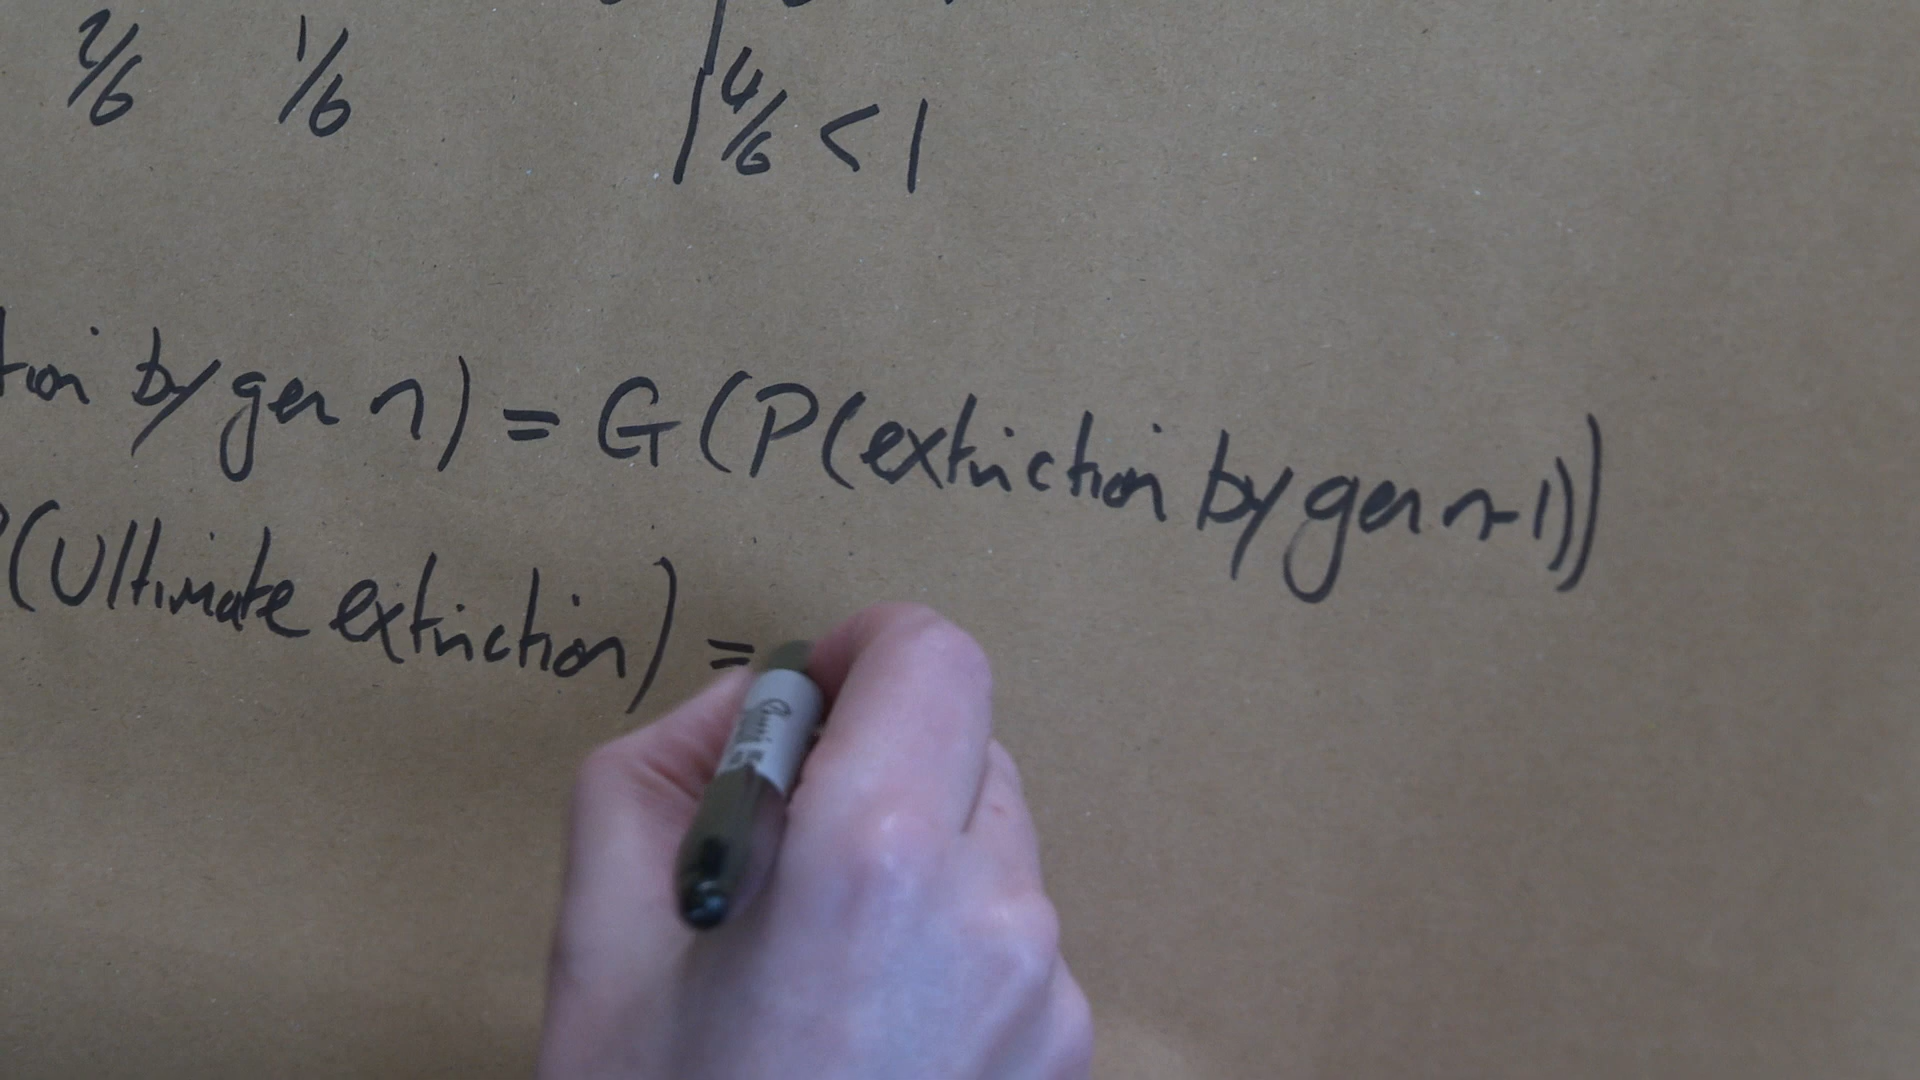 2/6 1/6 4/6 < 1
tion by gen n) = G(P(extinction by gen n-1))
P(Ultimate extinction) =